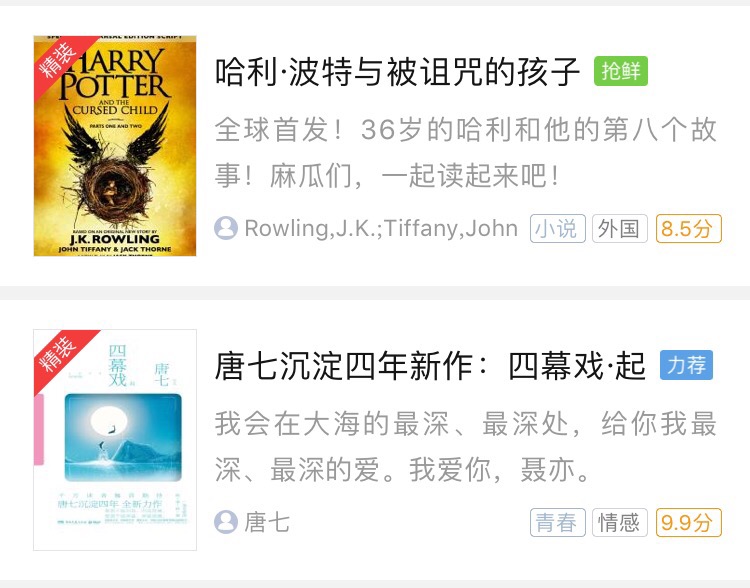 精装
HARRY
POTTER
AND THE
CURSED CHILD
PARTS ONE AND TWO
BASED ON AN ORIGINAL NEW STORY BY
J.K.ROWLING
JOHN TIFFANY & JACK THORNE
哈利·波特与被诅咒的孩子 抢鲜
全球首发！36岁的哈利和他的第八个故
事！麻瓜们，一起读起来吧！
Rowling,J.K.;Tiffany,John 小说 外国 8.5分
精装
四幕戏
唐七
唐七沉淀四年 全新力作
唐七沉淀四年新作：四幕戏·起 力荐
我会在大海的最深、最深处，给你我最
深、最深的爱。我爱你，聂亦。
唐七 青春 情感 9.9分